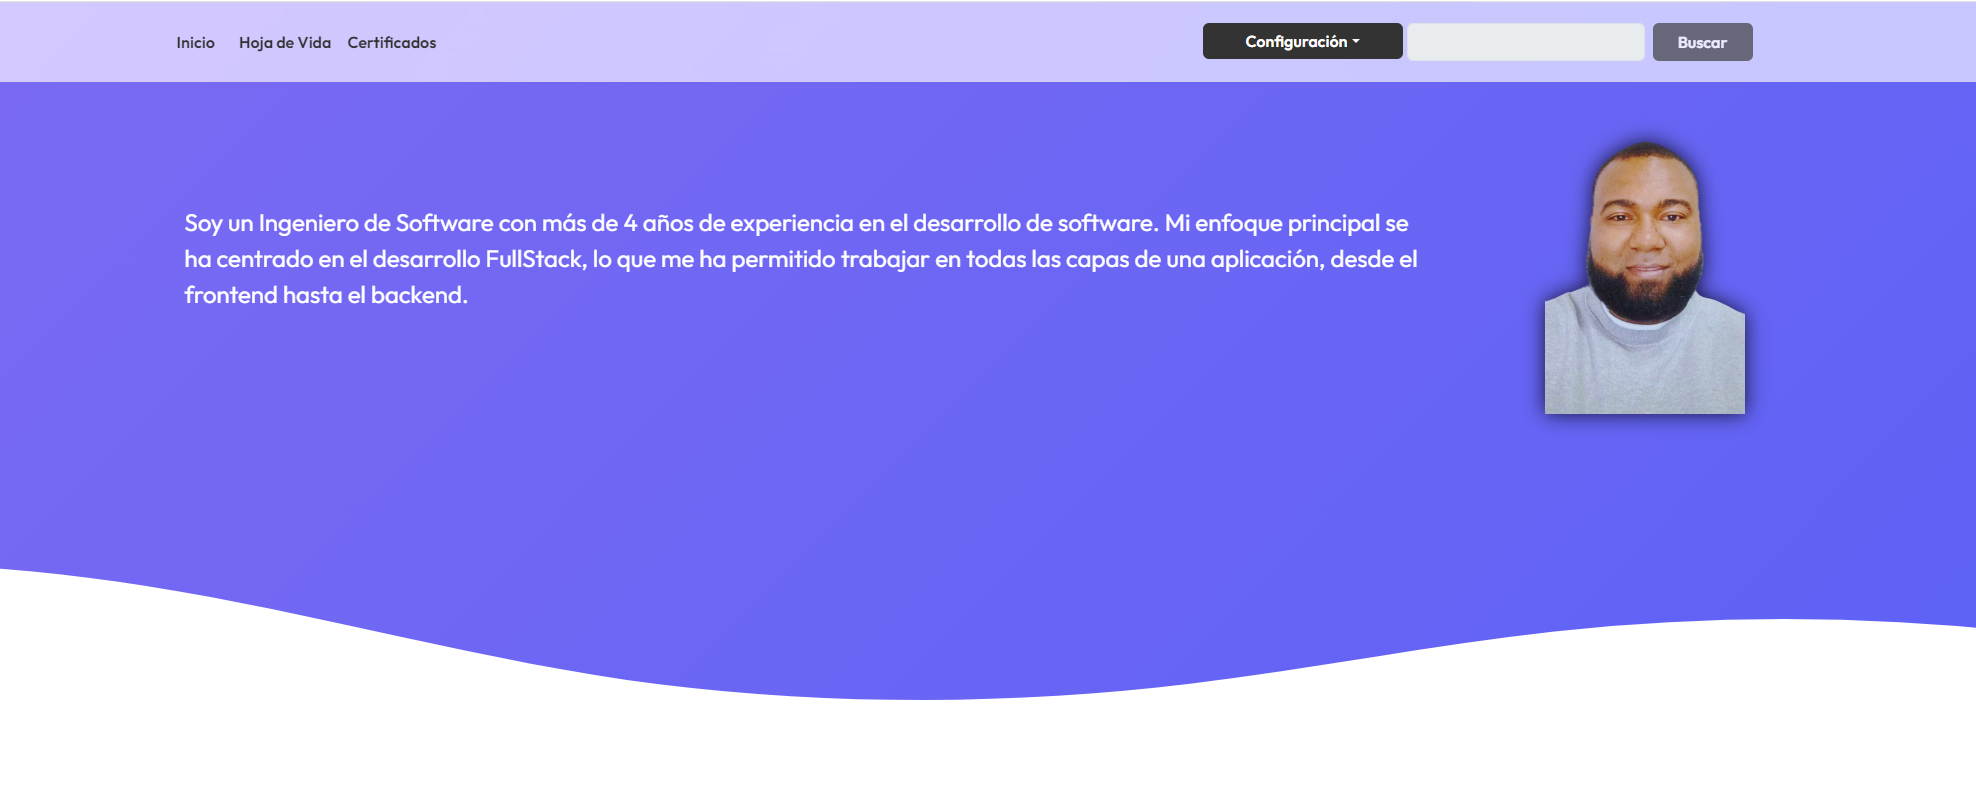 Inicio Hoja de Vida Certificados Configuración Buscar
Soy un Ingeniero de Software con más de 4 años de experiencia en el desarrollo de software. Mi enfoque principal se
ha centrado en el desarrollo FullStack, lo que me ha permitido trabajar en todas las capas de una aplicación, desde el
frontend hasta el backend.